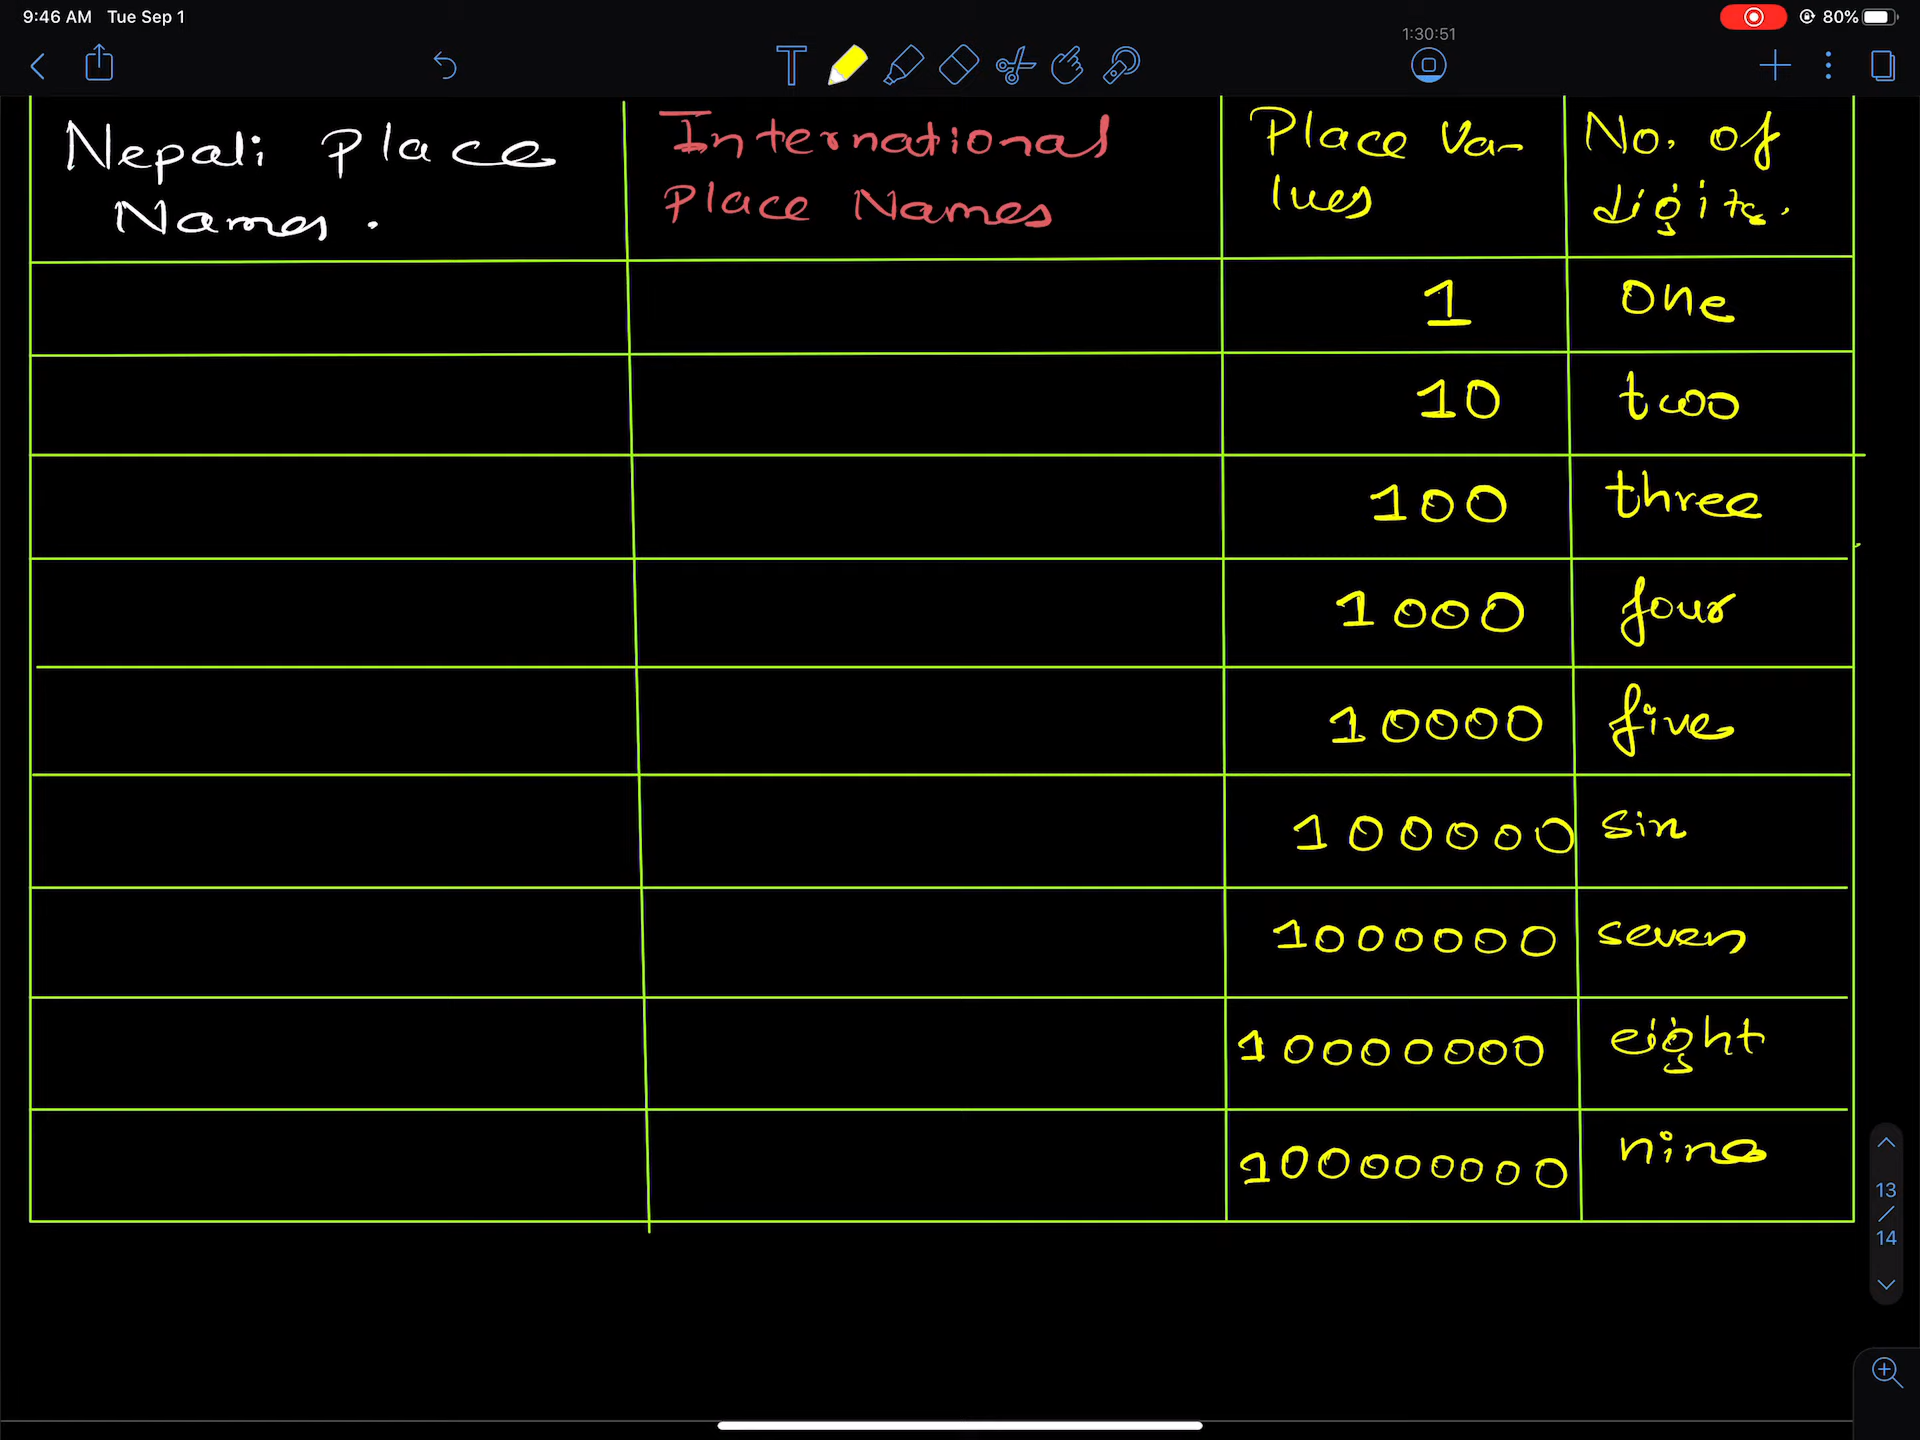 9:46 AM Tue Sep 1
80%
1:30:51
T
Nepali Place
Names.
International
Place Names
Place Va-
lues
No. of
digits.
1 one
10 two
100 three
1000 four
10000 five
100000 sin
1000000 seven
10000000 eight
100000000 nine
13
/
14